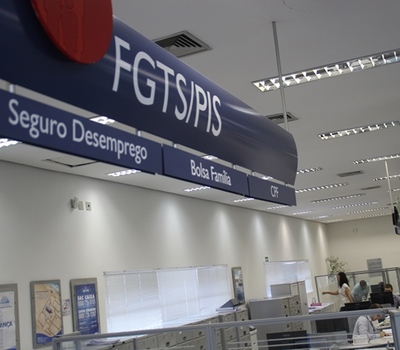 FGTS/PIS
Seguro Desemprego
Bolsa Família
CPF